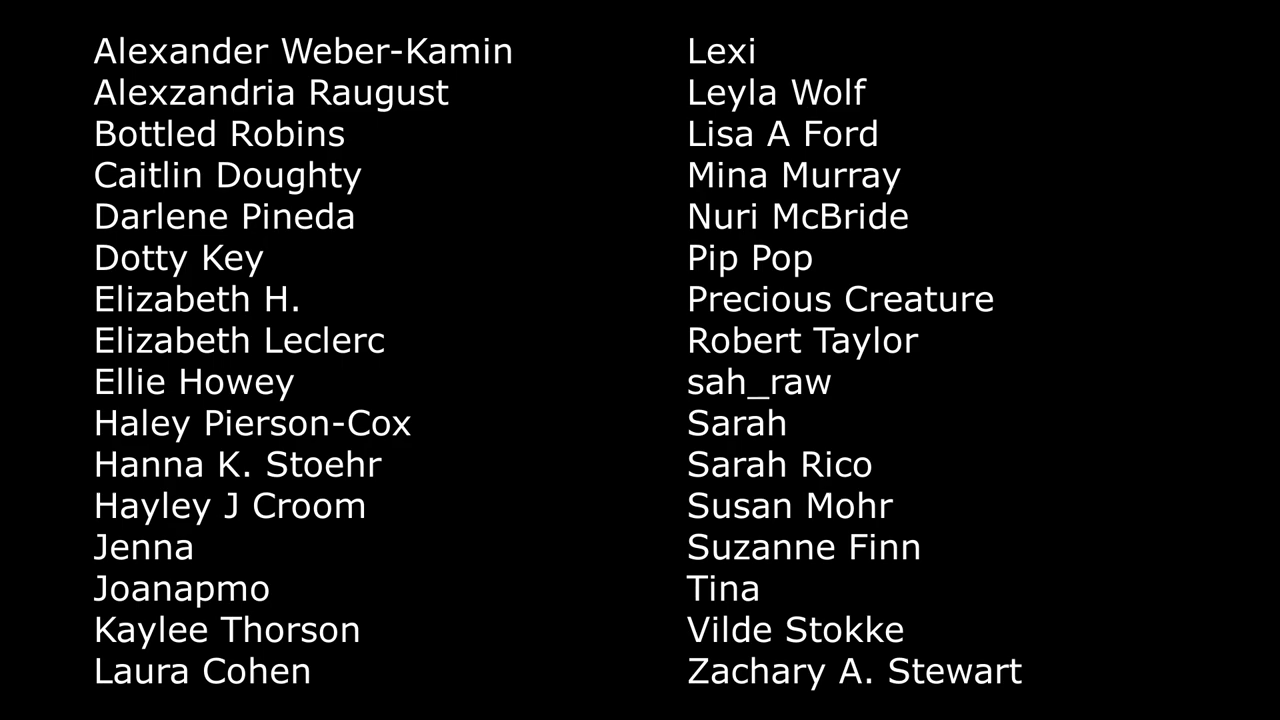 Alexander Weber-Kamin
Alexzandria Raugust
Bottled Robins
Caitlin Doughty
Darlene Pineda
Dotty Key
Elizabeth H.
Elizabeth Leclerc
Ellie Howey
Haley Pierson-Cox
Hanna K. Stoehr
Hayley J Croom
Jenna
Joanapmo
Kaylee Thorson
Laura Cohen
Lexi
Leyla Wolf
Lisa A Ford
Mina Murray
Nuri McBride
Pip Pop
Precious Creature
Robert Taylor
sah_raw
Sarah
Sarah Rico
Susan Mohr
Suzanne Finn
Tina
Vilde Stokke
Zachary A. Stewart